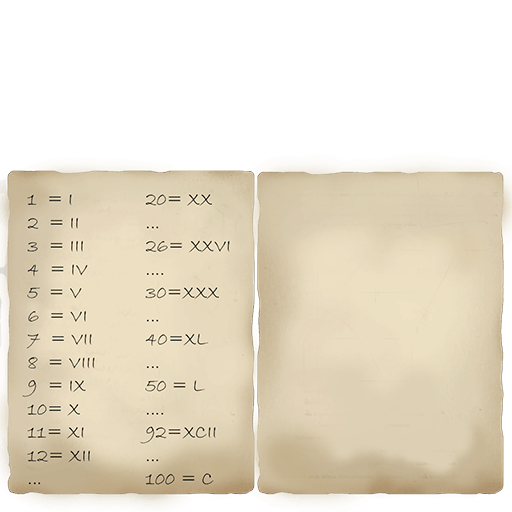 1 = I
2 = II
3 = III
4 = IV
5 = V
6 = VI
7 = VII
8 = VIII
9 = IX
10= X
11= XI
12= XII
...
20= XX
...
26= XXVI
....
30=XXX
...
40=XL
...
50 = L
....
92=XCII
...
100 = C